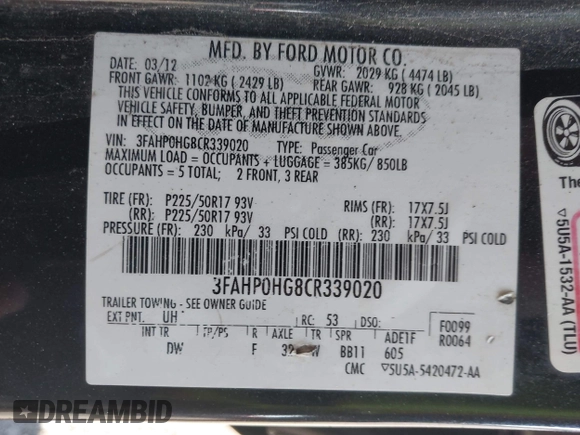 MFD. BY FORD MOTOR CO.
DATE: 03/12 GVWR: 2029 KG ( 4474 LB)
FRONT GAWR: 1102 KG ( 2429 LB) REAR GAWR: 928 KG ( 2045 LB)
THIS VEHICLE CONFORMS TO ALL APPLICABLE FEDERAL MOTOR
VEHICLE SAFETY, BUMPER, AND THEFT PREVENTION STANDARDS
IN EFFECT ON THE DATE OF MANUFACTURE SHOWN ABOVE.
VIN: 3FAHP0HG8CR339020 TYPE: Passenger Car
MAXIMUM LOAD = OCCUPANTS + LUGGAGE = 385KG/ 850LB
OCCUPANTS = 5 TOTAL; 2 FRONT, 3 REAR
TIRE (FR): P225/50R17 93V RIMS (FR): 17X7.5J
(RR): P225/50R17 93V (RR): 17X7.5J
PRESSURE (FR): 230 kPa/ 33 PSI COLD (RR): 230 kPa/ 33 PSI COLD
3FAHP0HG8CR339020
TRAILER TOWING - SEE OWNER GUIDE
EXT PNT: UH RC: 53 DSO: F0099
INT TR TP/PS R AXLE TR SPR ADETF R0064
DW F BB11 605
CMC ▽5U5A-5420472-AA
The
▽5U5A-1532-AA (TLU)
DREAMBID